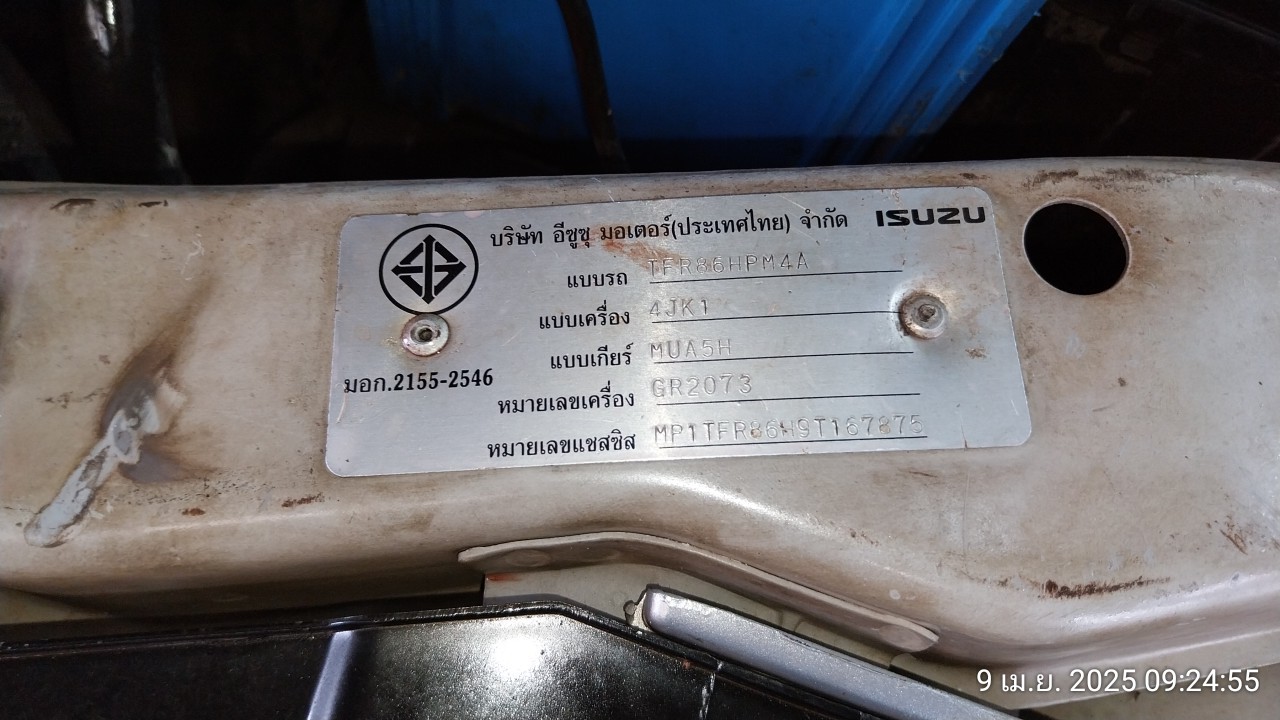 บริษัท อีซูซุ มอเตอร์(ประเทศไทย) จำกัด ISUZU
แบบรถ TFR86HPM4A
แบบเครื่อง 4JK1
แบบเกียร์ MUA5H
มอก.2155-2546
หมายเลขเครื่อง GR2073
หมายเลขแชสซิส MP1TFR86H9T167875
9 เม.ย. 2025 09:24:55